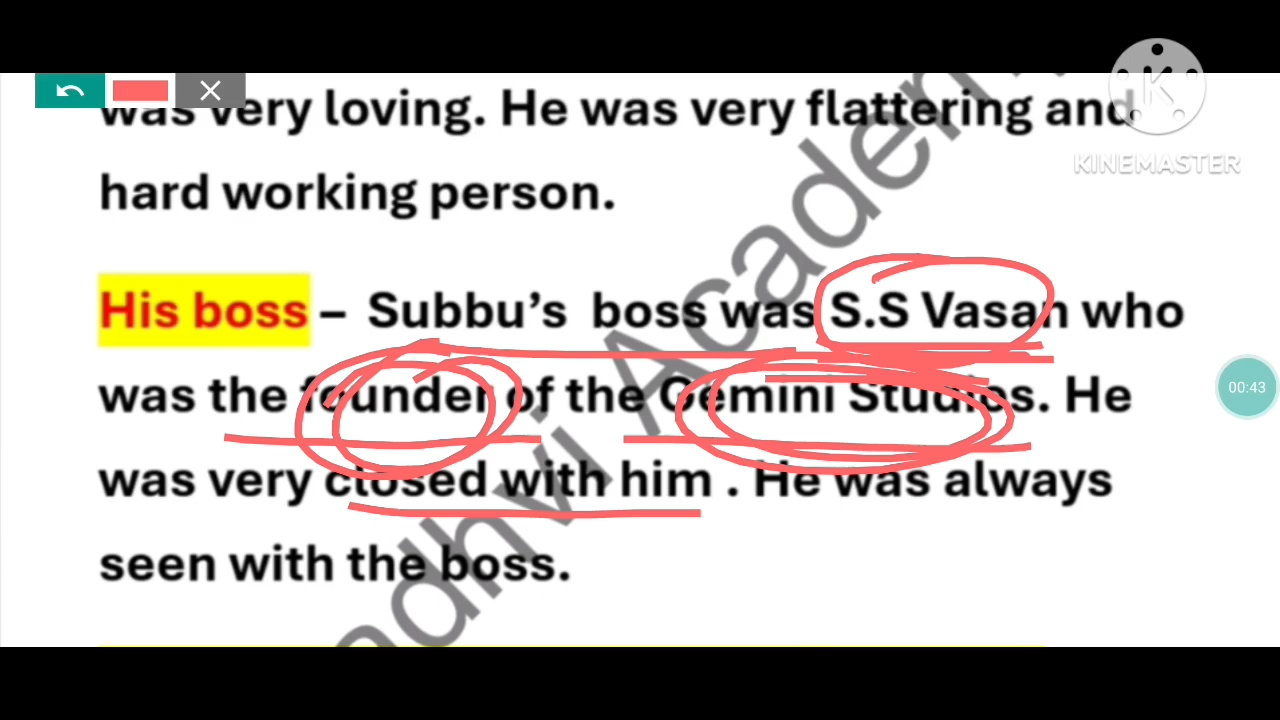 was very loving. He was very flattering and
hard working person.
His boss – Subbu’s boss was S.S Vasan who
was the founder of the Gemini Studios. He
was very closed with him . He was always
seen with the boss.
adhvi Academ
KINEMASTER
00:43